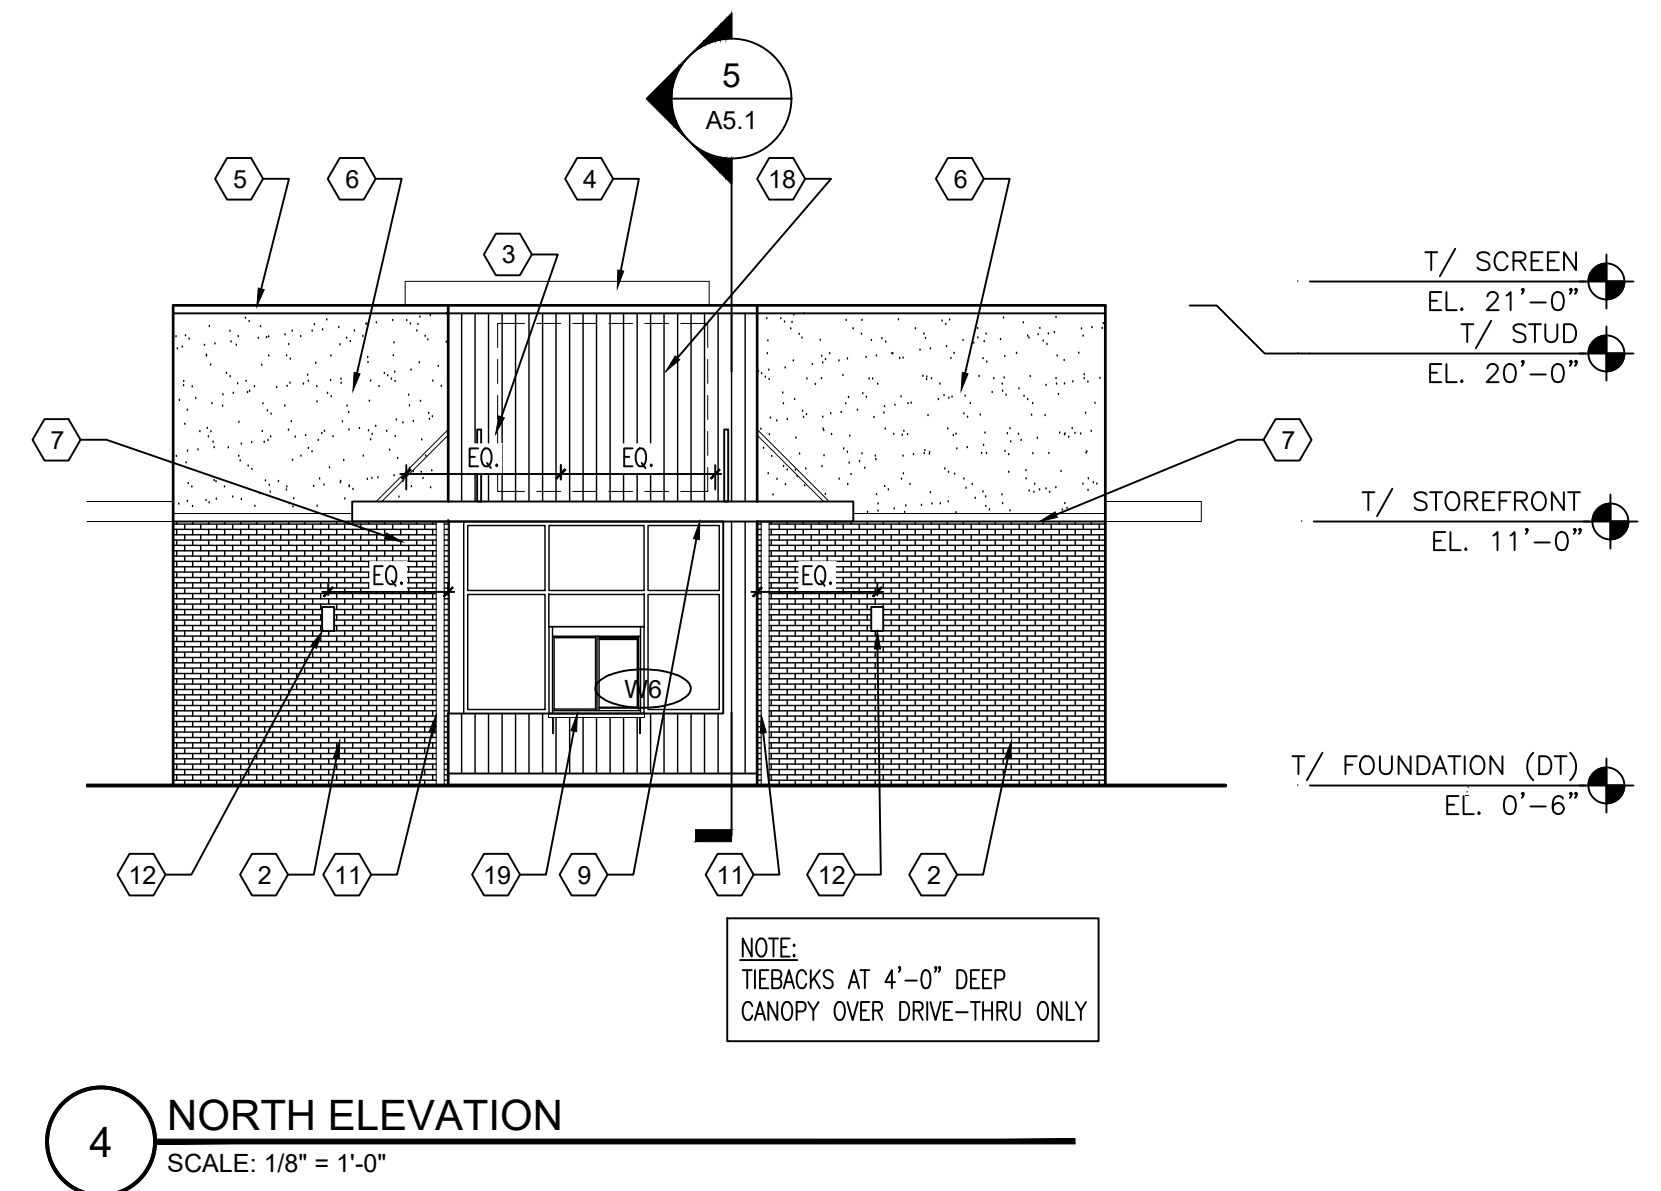 5
A5.1
5
6
4
18
6
3
T/ SCREEN
EL. 21'-0"
T/ STUD
EL. 20'-0"
7
EQ.
EQ.
7
T/ STOREFRONT
EL. 11'-0"
EQ.
EQ.
W6
T/ FOUNDATION (DT)
EL. 0'-6"
12
2
11
19
9
11
12
2
NOTE:
TIEBACKS AT 4'-0" DEEP
CANOPY OVER DRIVE-THRU ONLY
4
NORTH ELEVATION
SCALE: 1/8" = 1'-0"